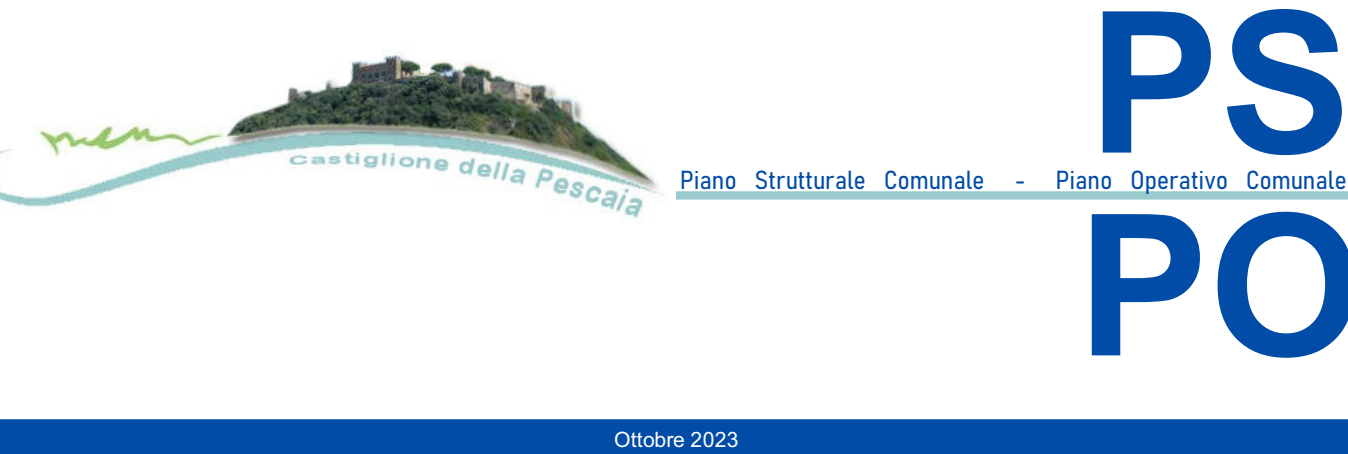 PS
Castiglione della Pescaia
Piano Strutturale Comunale - Piano Operativo Comunale
PO
Ottobre 2023